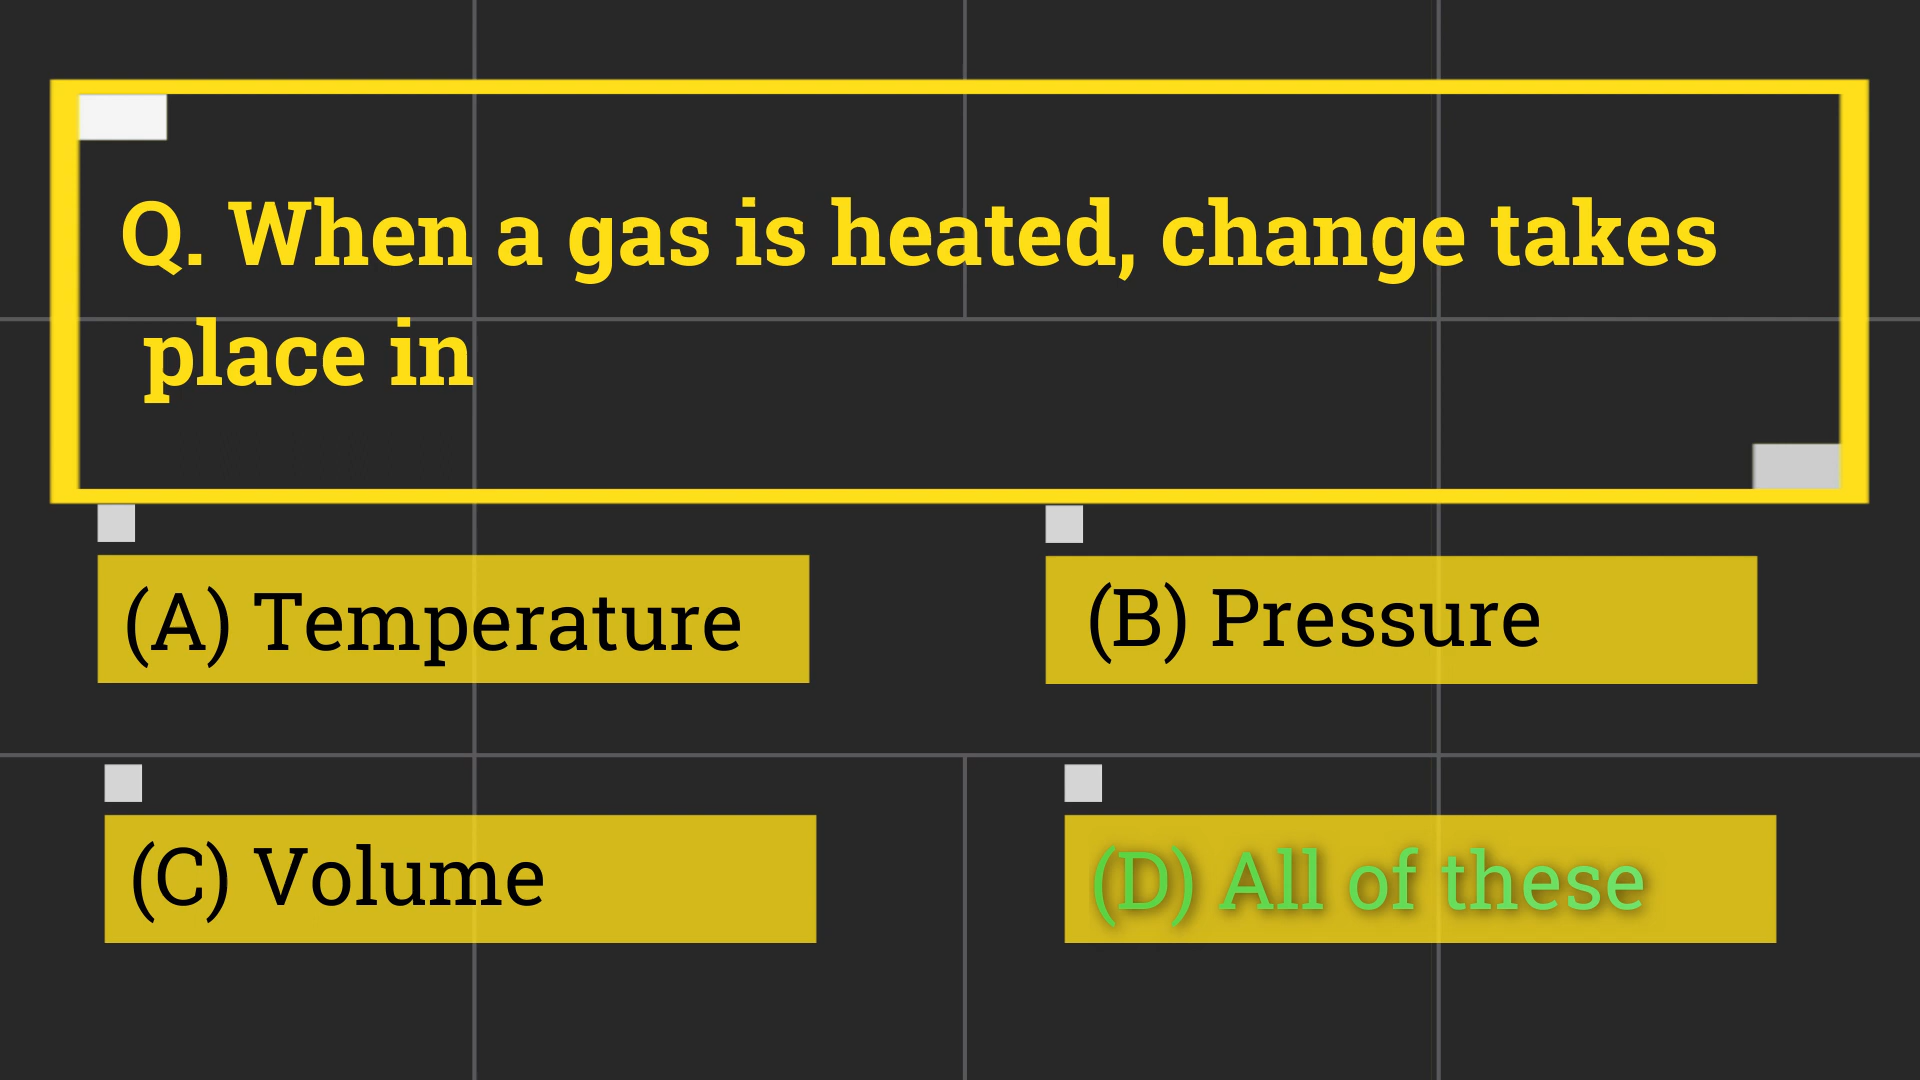 Q. When a gas is heated, change takes
place in
(A) Temperature
(B) Pressure
(C) Volume
(D) All of these